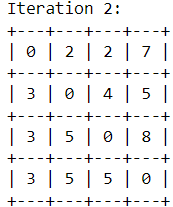 Iteration 2:
+---+---+---+---+
| 0 | 2 | 2 | 7 |
+---+---+---+---+
| 3 | 0 | 4 | 5 |
+---+---+---+---+
| 3 | 5 | 0 | 8 |
+---+---+---+---+
| 3 | 5 | 5 | 0 |
+---+---+---+---+